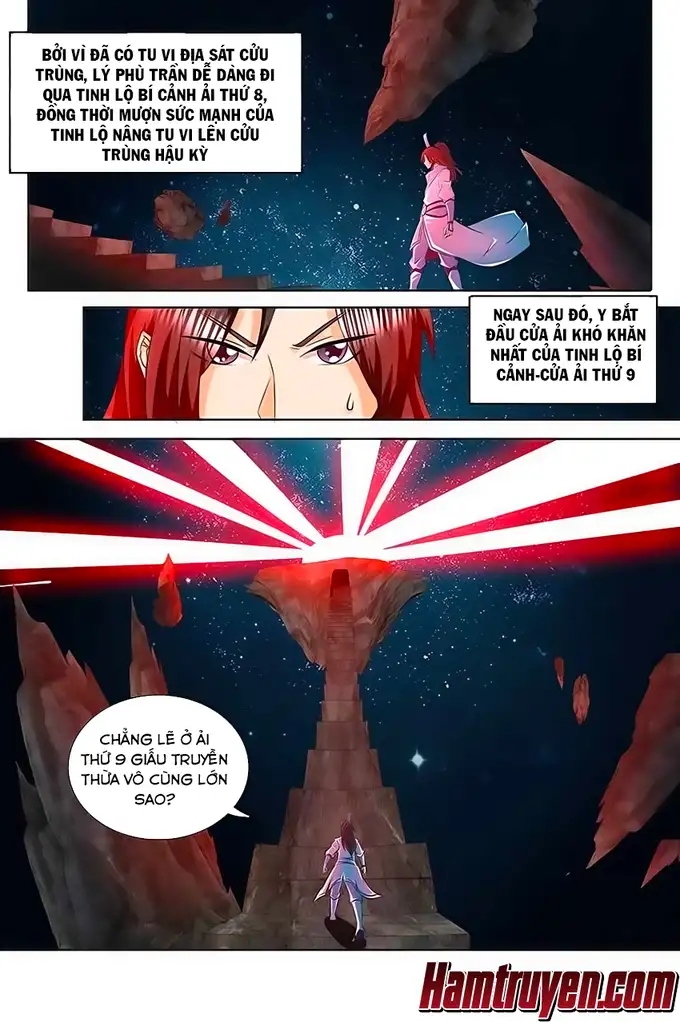 BỞI VÌ ĐÃ CÓ TU VI ĐỊA SÁT CỬU
TRÙNG, LÝ PHÙ TRẦN DỄ DÀNG ĐI
QUA TINH LỘ BÍ CẢNH ẢI THỨ 8,
ĐỒNG THỜI MƯỢN SỨC MẠNH CỦA
TINH LỘ NÂNG TU VI LÊN CỬU
TRÙNG HẬU KỲ
NGAY SAU ĐÓ, Y BẮT
ĐẦU CỬA ẢI KHÓ KHĂN
NHẤT CỦA TINH LỘ BÍ
CẢNH-CỬA ẢI THỨ 9
CHẲNG LẼ Ở ẢI
THỨ 9 GIẤU TRUYỀN
THỪA VÔ CÙNG LỚN
SAO?
Hamtruyen.com